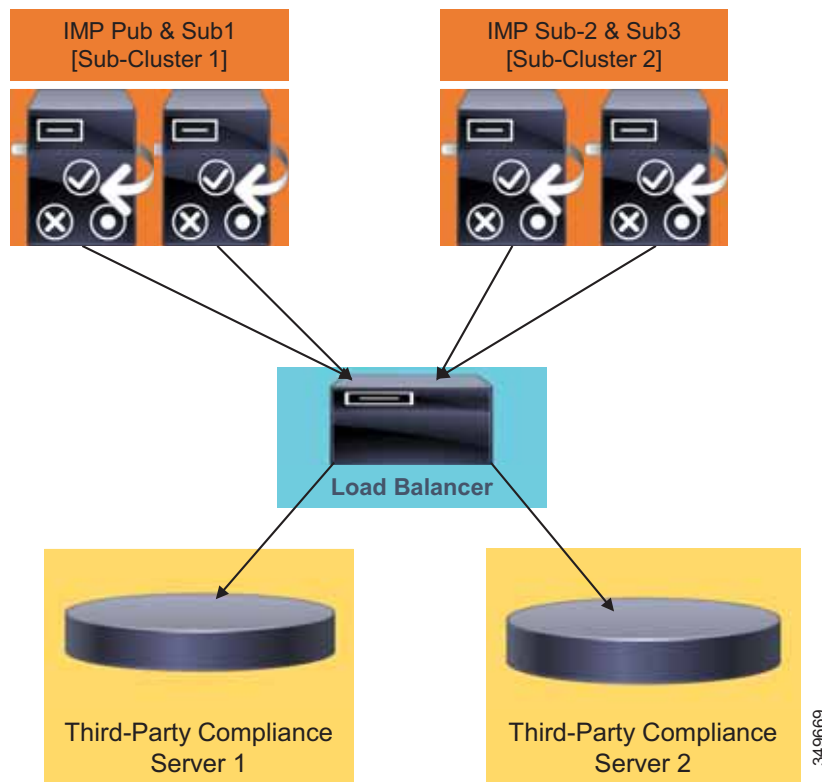 IMP Pub & Sub1
[Sub-Cluster 1]
IMP Sub-2 & Sub3
[Sub-Cluster 2]
Load Balancer
Third-Party Compliance
Server 1
Third-Party Compliance
Server 2
349669